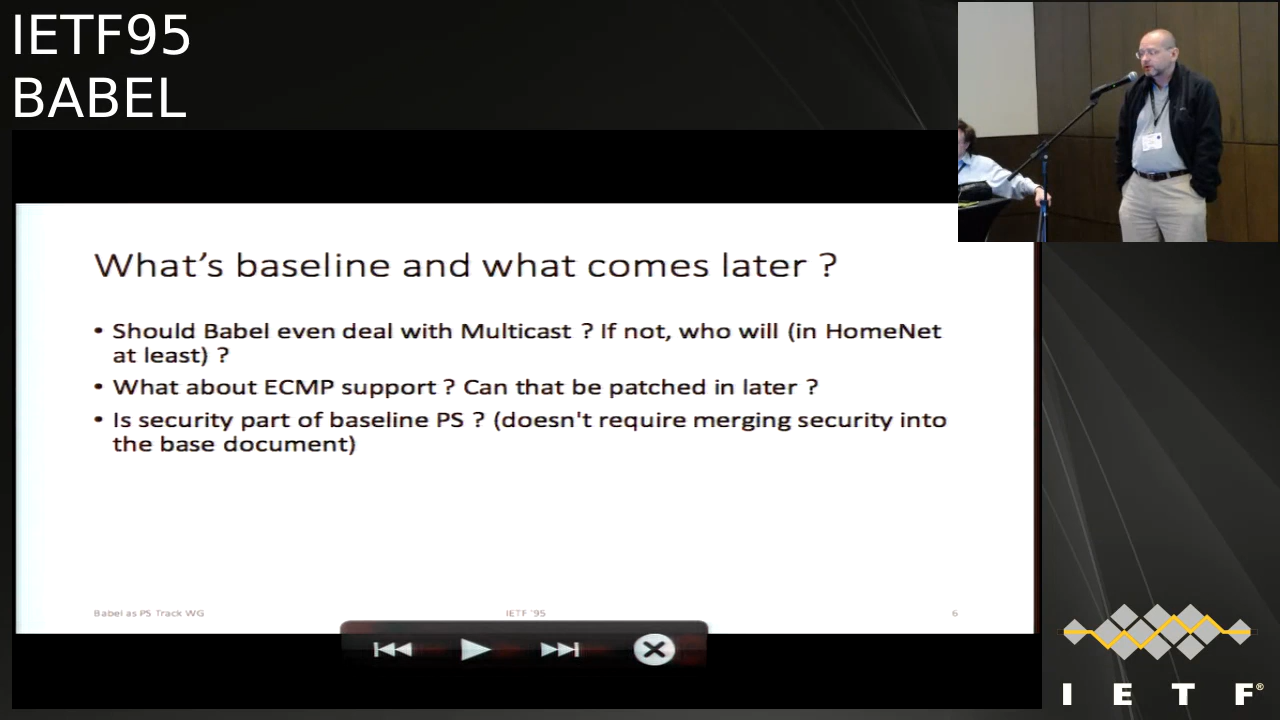 IETF95
BABEL
What's baseline and what comes later ?
• Should Babel even deal with Multicast ? If not, who will (in HomeNet
at least) ?
• What about ECMP support ? Can that be patched in later ?
• Is security part of baseline PS ? (doesn't require merging security into
the base document)
Babel as PS Track WG
IETF '95
6
I E T F®